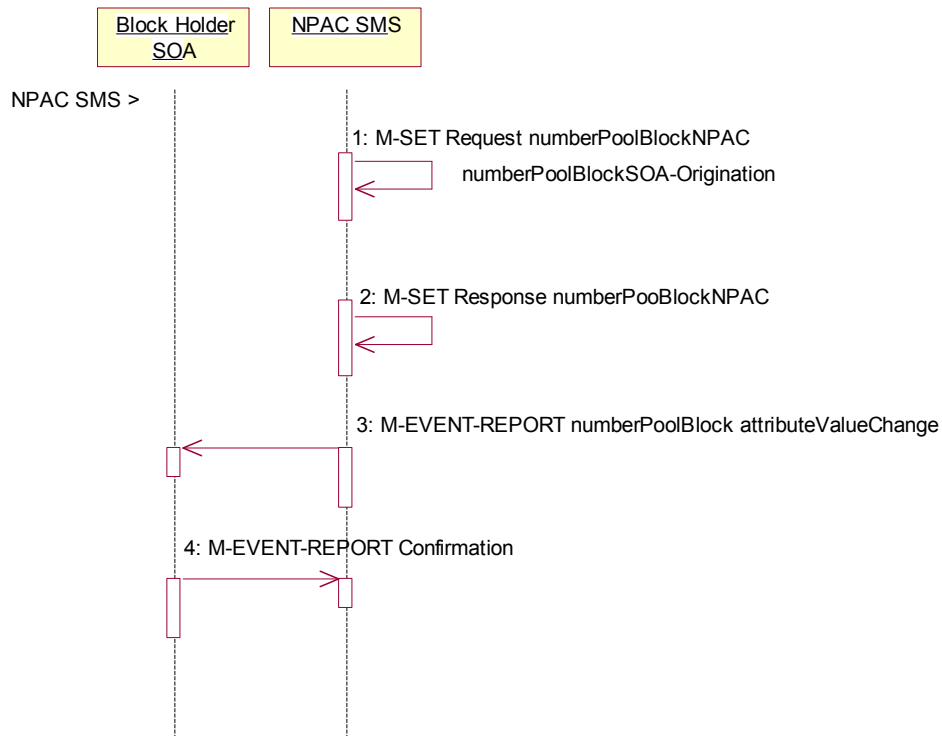 Block Holder
SOA
NPAC SMS
NPAC SMS >
1: M-SET Request numberPoolBlockNPAC
numberPoolBlockSOA-Origination
2: M-SET Response numberPooBlockNPAC
3: M-EVENT-REPORT numberPoolBlock attributeValueChange
4: M-EVENT-REPORT Confirmation